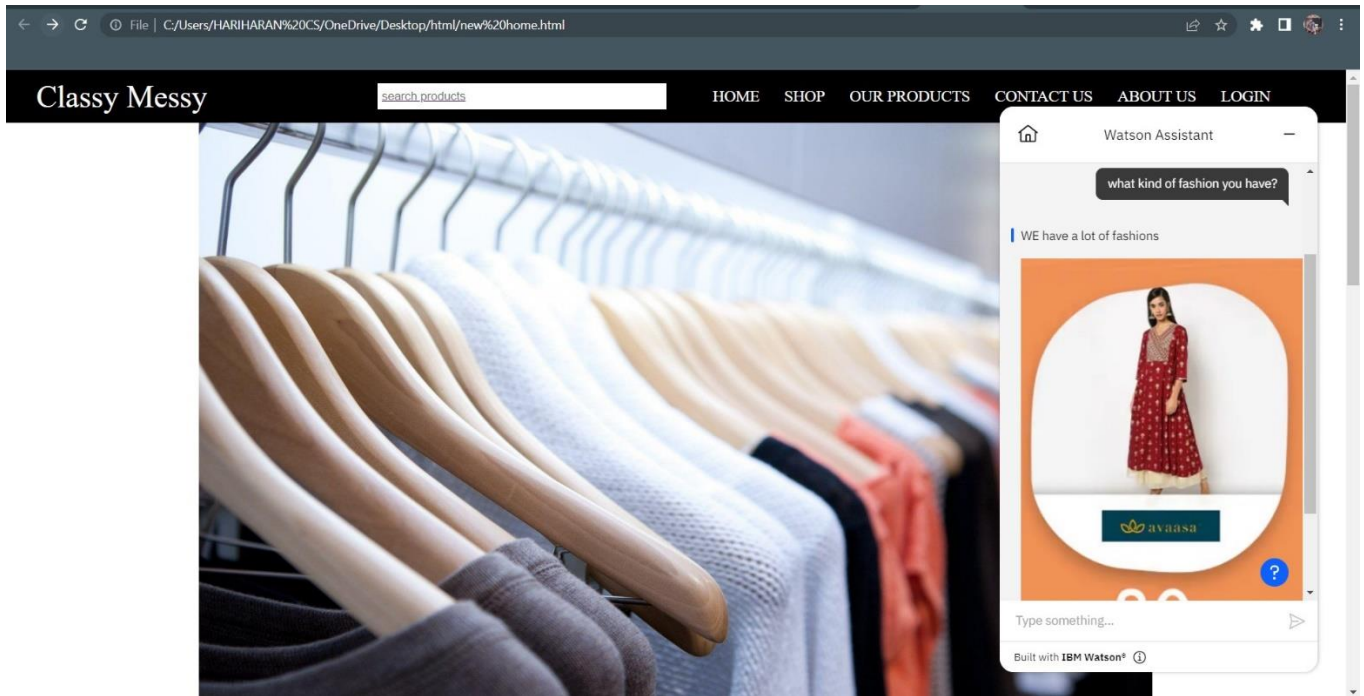 File | C:/Users/HARIHARAN%20CS/OneDrive/Desktop/html/new%20home.html
Classy Messy
search products
HOME SHOP OUR PRODUCTS CONTACT US ABOUT US LOGIN
Watson Assistant
what kind of fashion you have?
WE have a lot of fashions
avaasa
?
Type something...
Built with IBM Watson®